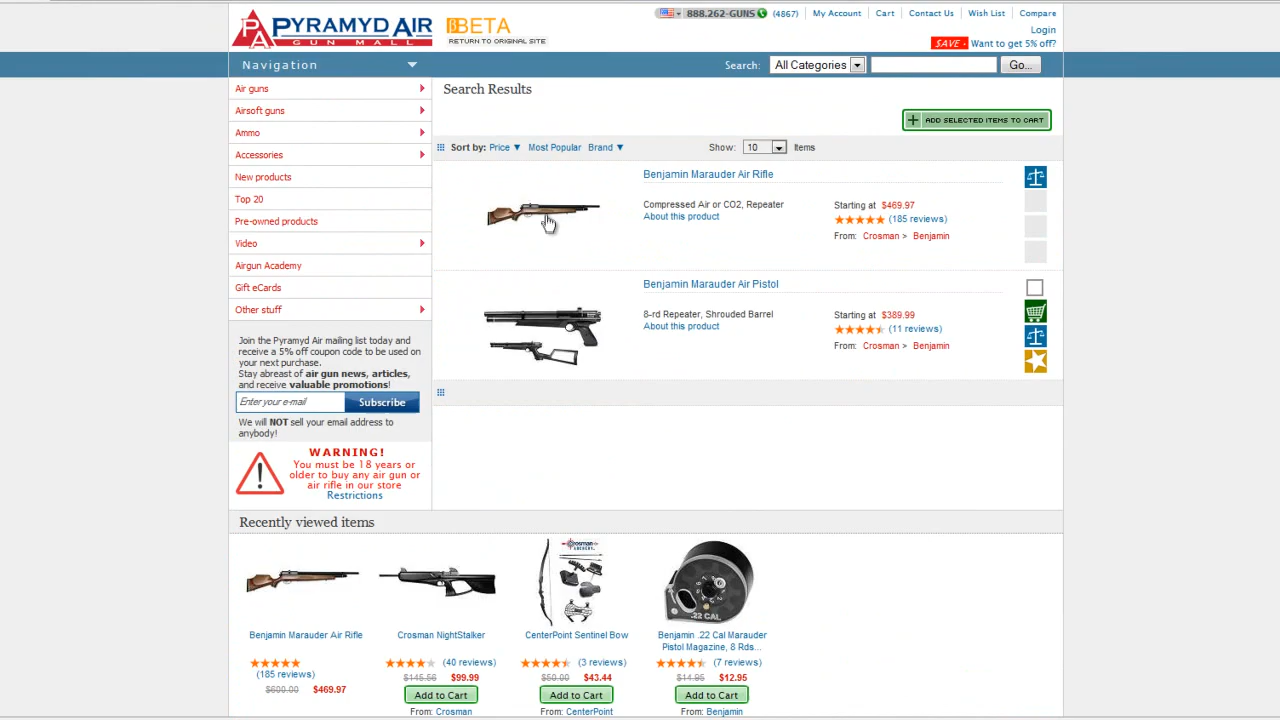 PYRAMYD AIR
GUN MALL
BETA
RETURN TO ORIGINAL SITE
888.262-GUNS (4867)
My Account
Cart
Contact Us
Wish List
Compare
Login
SAVE Want to get 5% off?
Navigation
Search: All Categories Go...
Air guns
Airsoft guns
Ammo
Accessories
New products
Top 20
Pre-owned products
Video
Airgun Academy
Gift eCards
Other stuff
Join the Pyramyd Air mailing list today and
receive a 5% off coupon code to be used on
your next purchase.
Stay abreast of air gun news, articles,
and receive valuable promotions!
Enter your e-mail Subscribe
We will NOT sell your email address to
anybody!
WARNING!
You must be 18 years or
older to buy any air gun or
air rifle in our store
Restrictions
Search Results
ADD SELECTED ITEMS TO CART
Sort by: Price Most Popular Brand Show: 10 Items
Benjamin Marauder Air Rifle
Compressed Air or CO2, Repeater
About this product
Starting at $469.97
(185 reviews)
From: Crosman > Benjamin
Benjamin Marauder Air Pistol
8-rd Repeater, Shrouded Barrel
About this product
Starting at $389.99
(11 reviews)
From: Crosman > Benjamin
Recently viewed items
Benjamin Marauder Air Rifle
(185 reviews)
$600.00 $469.97
Crosman NightStalker
(40 reviews)
$145.56 $99.99
Add to Cart
From: Crosman
CenterPoint Sentinel Bow
(3 reviews)
$50.00 $43.44
Add to Cart
From: CenterPoint
.22 CAL
Benjamin .22 Cal Marauder
Pistol Magazine, 8 Rds...
(7 reviews)
$14.95 $12.95
Add to Cart
From: Benjamin